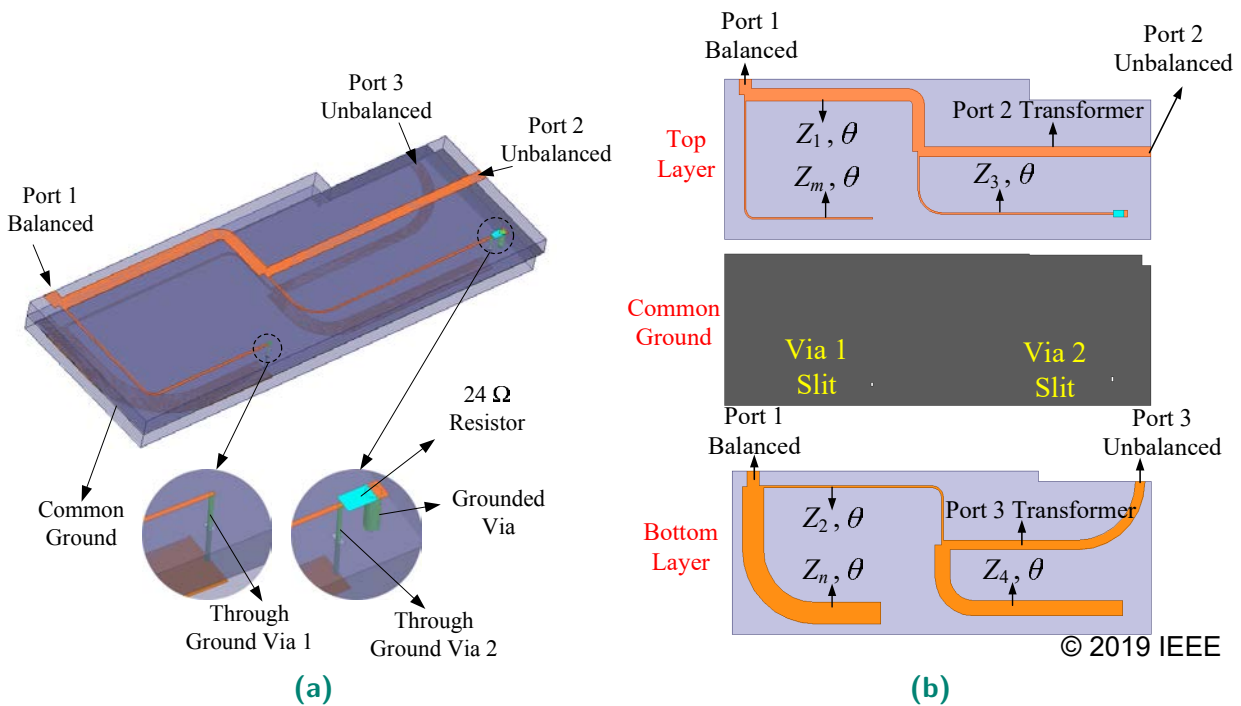 Port 3
Unbalanced
Port 2
Unbalanced
Port 1
Balanced
24 Ω
Resistor
Common
Ground
Grounded
Via
Through
Ground Via 1
Through
Ground Via 2
(a)
Port 1
Balanced
Port 2
Unbalanced
Port 2 Transformer
Top
Layer
Z1, θ
Zm, θ
Z3, θ
Common
Ground
Via 1
Slit
Via 2
Slit
Port 1
Balanced
Port 3
Unbalanced
Bottom
Layer
Z2, θ
Port 3 Transformer
Zn, θ
Z4, θ
© 2019 IEEE
(b)